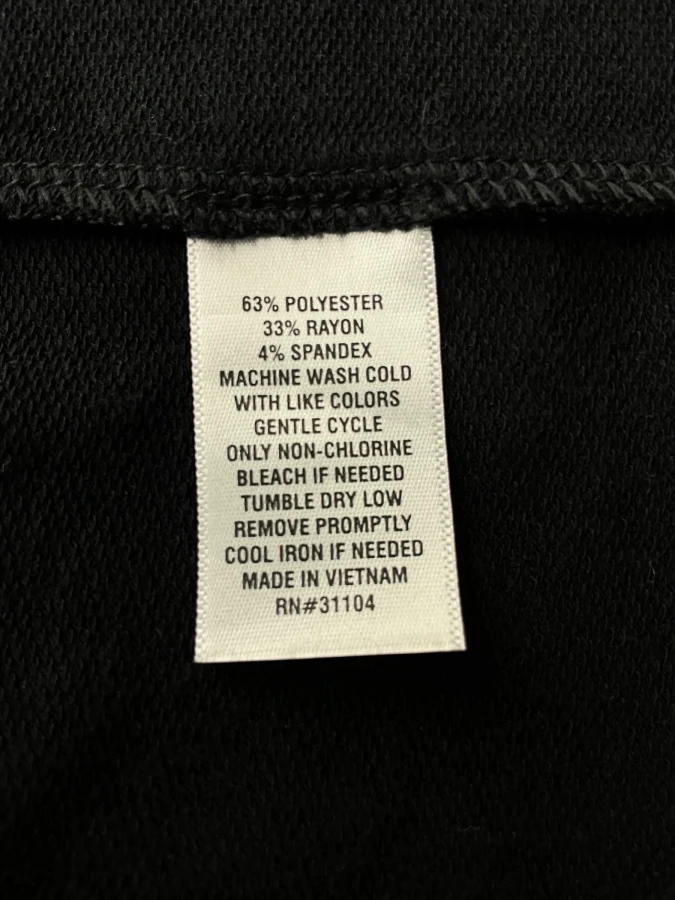 63% POLYESTER
33% RAYON
4% SPANDEX
MACHINE WASH COLD
WITH LIKE COLORS
GENTLE CYCLE
ONLY NON-CHLORINE
BLEACH IF NEEDED
TUMBLE DRY LOW
REMOVE PROMPTLY
COOL IRON IF NEEDED
MADE IN VIETNAM
RN#31104